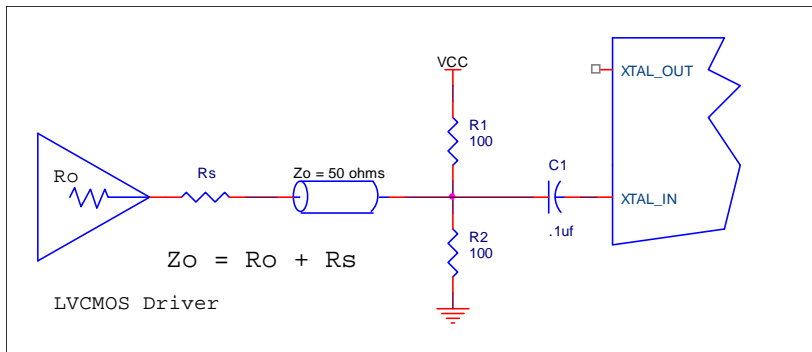 VCC
XTAL_OUT
R1
100
Ro
Rs
Zo = 50 ohms
C1
XTAL_IN
.1uf
R2
100
Zo = Ro + Rs
LVCMOS Driver